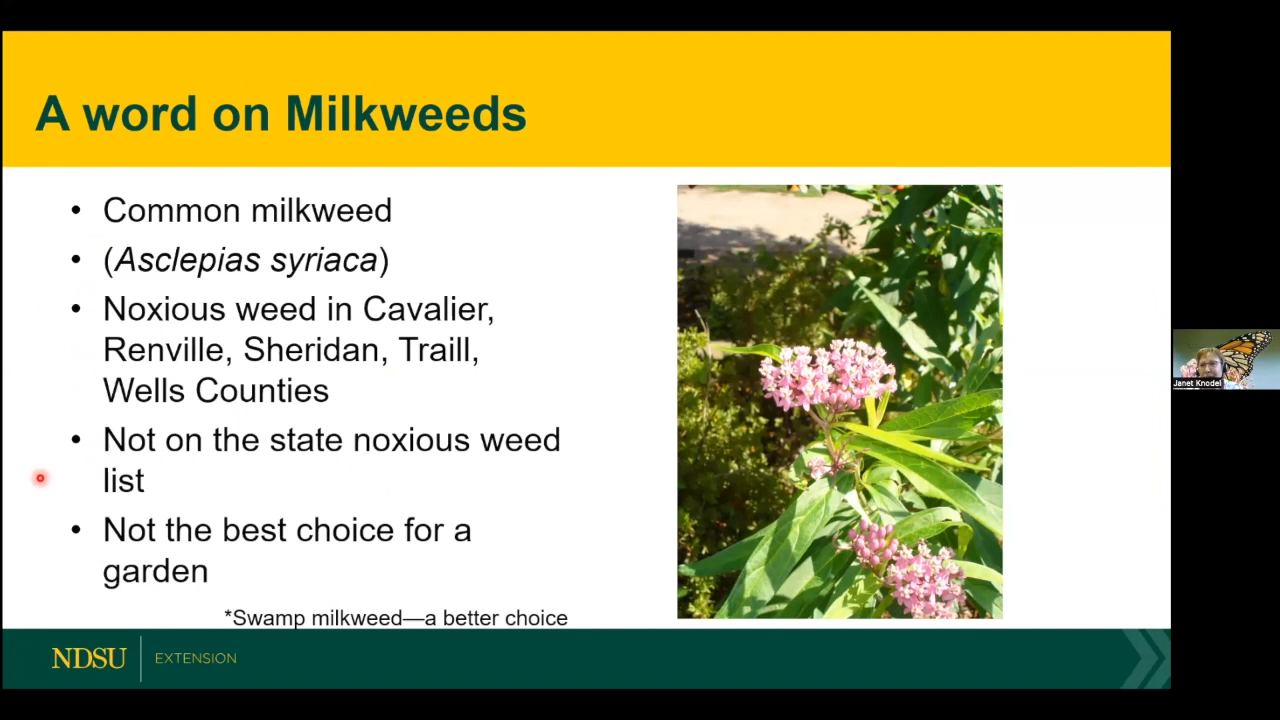 A word on Milkweeds
• Common milkweed
• (Asclepias syriaca)
• Noxious weed in Cavalier,
Renville, Sheridan, Traill,
Wells Counties
• Not on the state noxious weed
list
• Not the best choice for a
garden
*Swamp milkweed—a better choice
NDSU EXTENSION
Janet Knodel